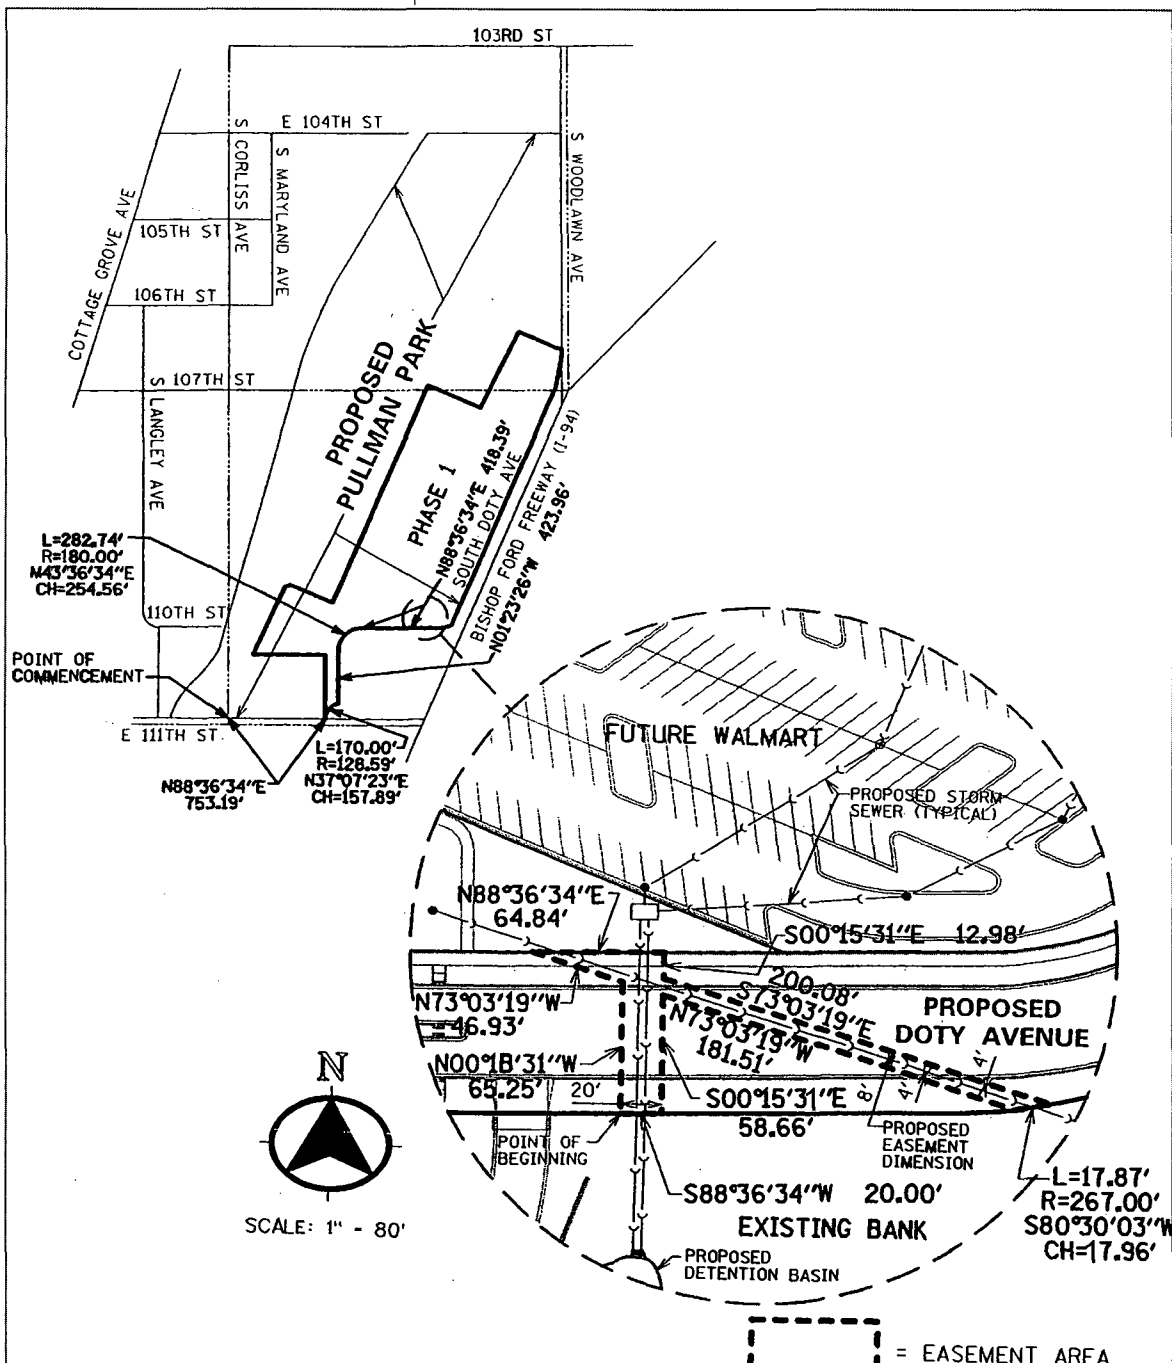 103RD ST
E 104TH ST
S CORLISS AVE
S MARYLAND AVE
S WOODLAWN AVE
COTTAGE GROVE AVE
105TH ST
106TH ST
S 107TH ST
LANGLEY AVE
PROPOSED
PULLMAN PARK
PHASE 1
N88°36'34"E 418.39'
SOUTH DOTY AVE
BISHOP FORD FREEWAY (I-94)
N01°23'26"W 423.96'
L=282.74'
R=180.00'
M43°36'34"E
CH=254.56'
110TH ST
POINT OF
COMMENCEMENT
E 111TH ST.
N88°36'34"E
753.19'
L=170.00'
R=128.59'
N37°07'23"E
CH=157.89'
FUTURE WALMART
PROPOSED STORM
SEWER (TYPICAL)
N88°36'34"E
64.84'
S00°15'31"E 12.98'
200.08'
S73°03'19"E
N73°03'19"W
46.93'
N73°03'19"W
181.51'
PROPOSED
DOTY AVENUE
N00°1B'31"W
65.25'
20'
S00°15'31"E
58.66'
8'
4'
4'
POINT OF
BEGINNING
PROPOSED
EASEMENT
DIMENSION
S88°36'34"W 20.00'
EXISTING BANK
L=17.87'
R=267.00'
S80°30'03"W
CH=17.96'
PROPOSED
DETENTION BASIN
N
SCALE: 1" - 80'
= EASEMENT AREA